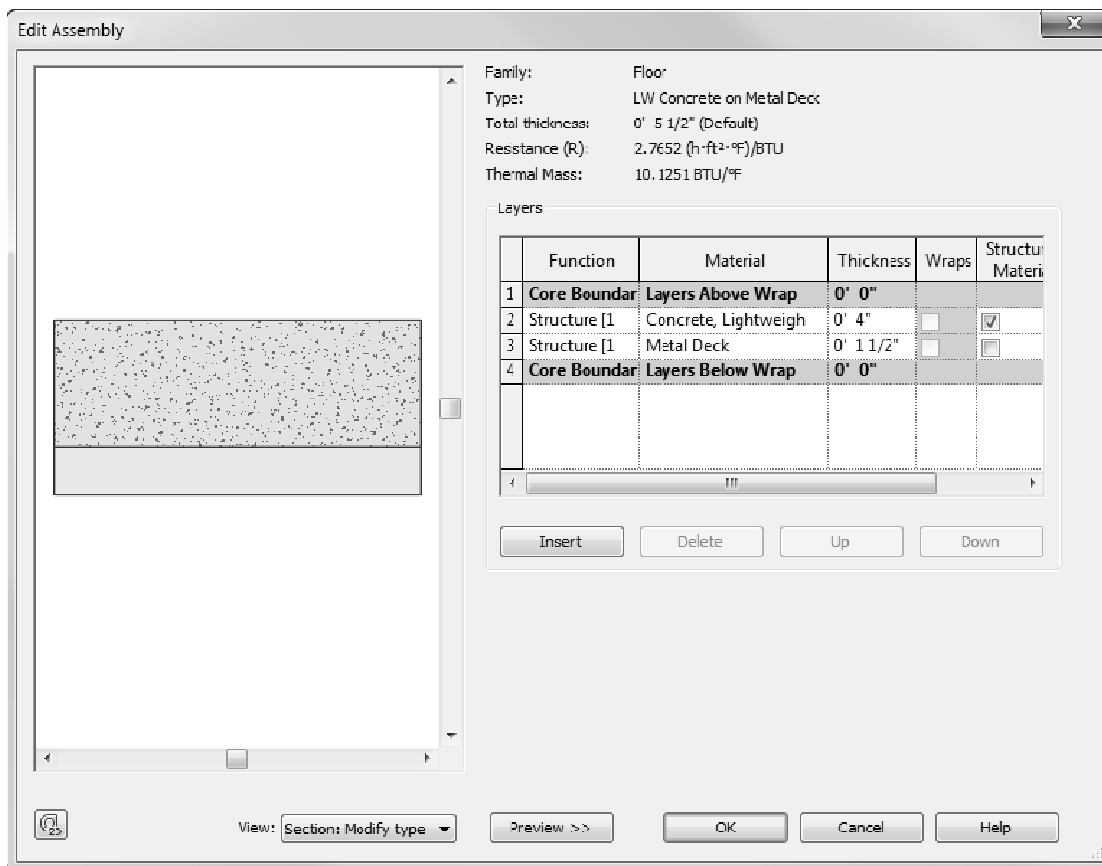 Edit Assembly
Family: Floor
Type: LW Concrete on Metal Deck
Total thickness: 0' 5 1/2" (Default)
Resstance (R): 2.7652 (h·ft²·°F)/BTU
Thermal Mass: 10.1251 BTU/°F
Layers
Function Material Thickness Wraps Structur Materia
1 Core Boundar Layers Above Wrap 0' 0"
2 Structure [1 Concrete, Lightweigh 0' 4"
3 Structure [1 Metal Deck 0' 1 1/2"
4 Core Boundar Layers Below Wrap 0' 0"
Insert Delete Up Down
View: Section: Modify type Preview >> OK Cancel Help